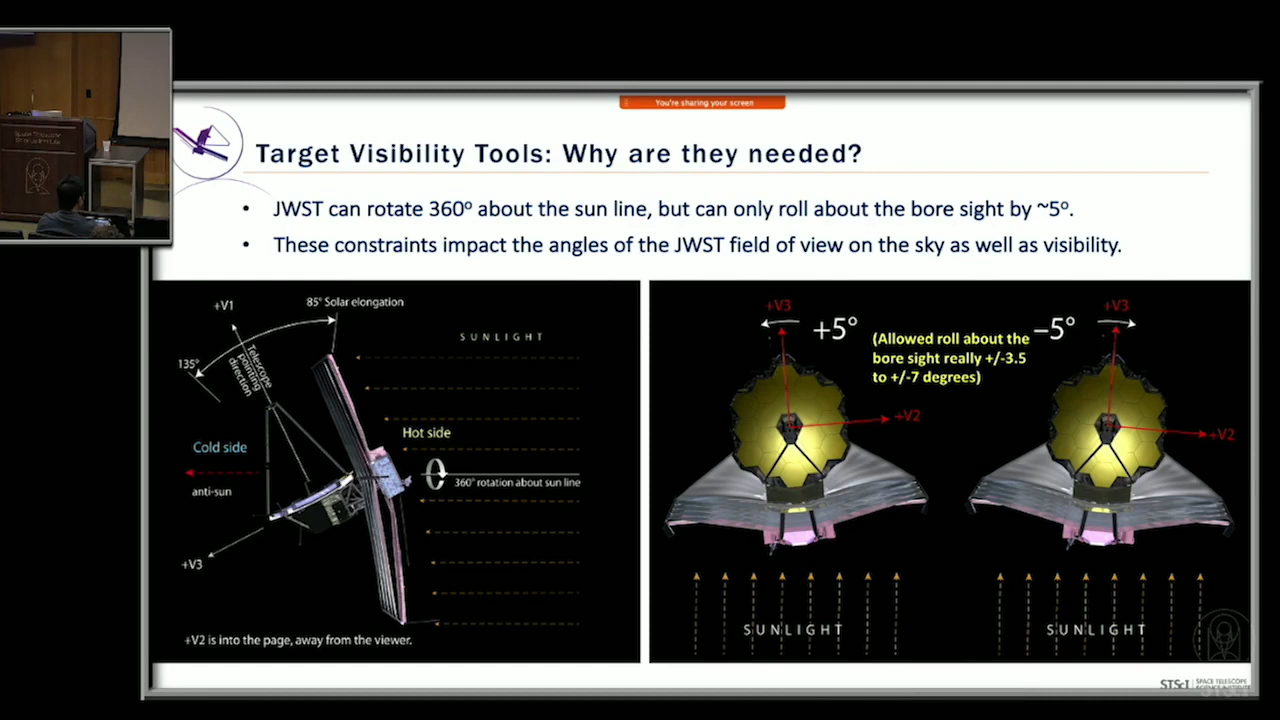 You're sharing your screen
Target Visibility Tools: Why are they needed?
• JWST can rotate 360° about the sun line, but can only roll about the bore sight by ~5°.
• These constraints impact the angles of the JWST field of view on the sky as well as visibility.
+V1
85° Solar elongation
SUNLIGHT
135°
Telescope
pointing
direction
Hot side
Cold side
anti-sun
360° rotation about sun line
+V3
+V2 is into the page, away from the viewer.
+V3
+5°
(Allowed roll about the
bore sight really +/-3.5
to +/-7 degrees)
+V2
SUNLIGHT
+V3
−5°
+V2
SUNLIGHT
STScI | SPACE TELESCOPE
SCIENCE INSTITUTE